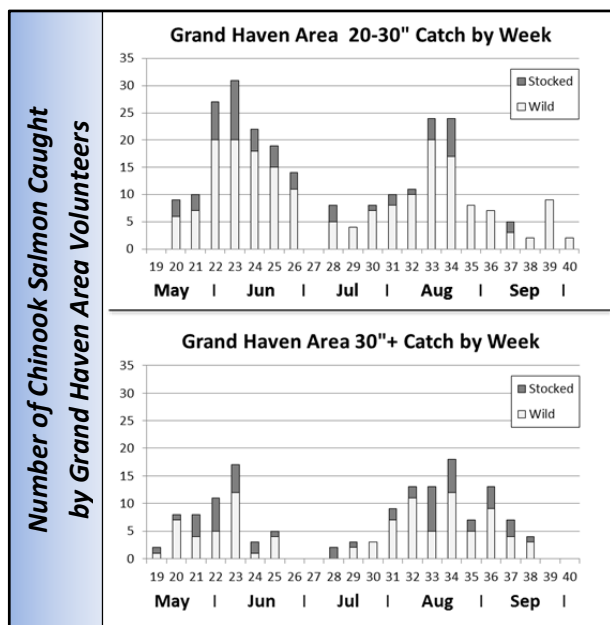 Number of Chinook Salmon Caught
by Grand Haven Area Volunteers
Grand Haven Area 20-30" Catch by Week
35
30
25
20
15
10
5
0
Stocked
Wild
19 20 21 22 23 24 25 26 27 28 29 30 31 32 33 34 35 36 37 38 39 40
May | Jun | Jul | Aug | Sep |
Grand Haven Area 30"+ Catch by Week
35
30
25
20
15
10
5
0
Stocked
Wild
19 20 21 22 23 24 25 26 27 28 29 30 31 32 33 34 35 36 37 38 39 40
May | Jun | Jul | Aug | Sep |